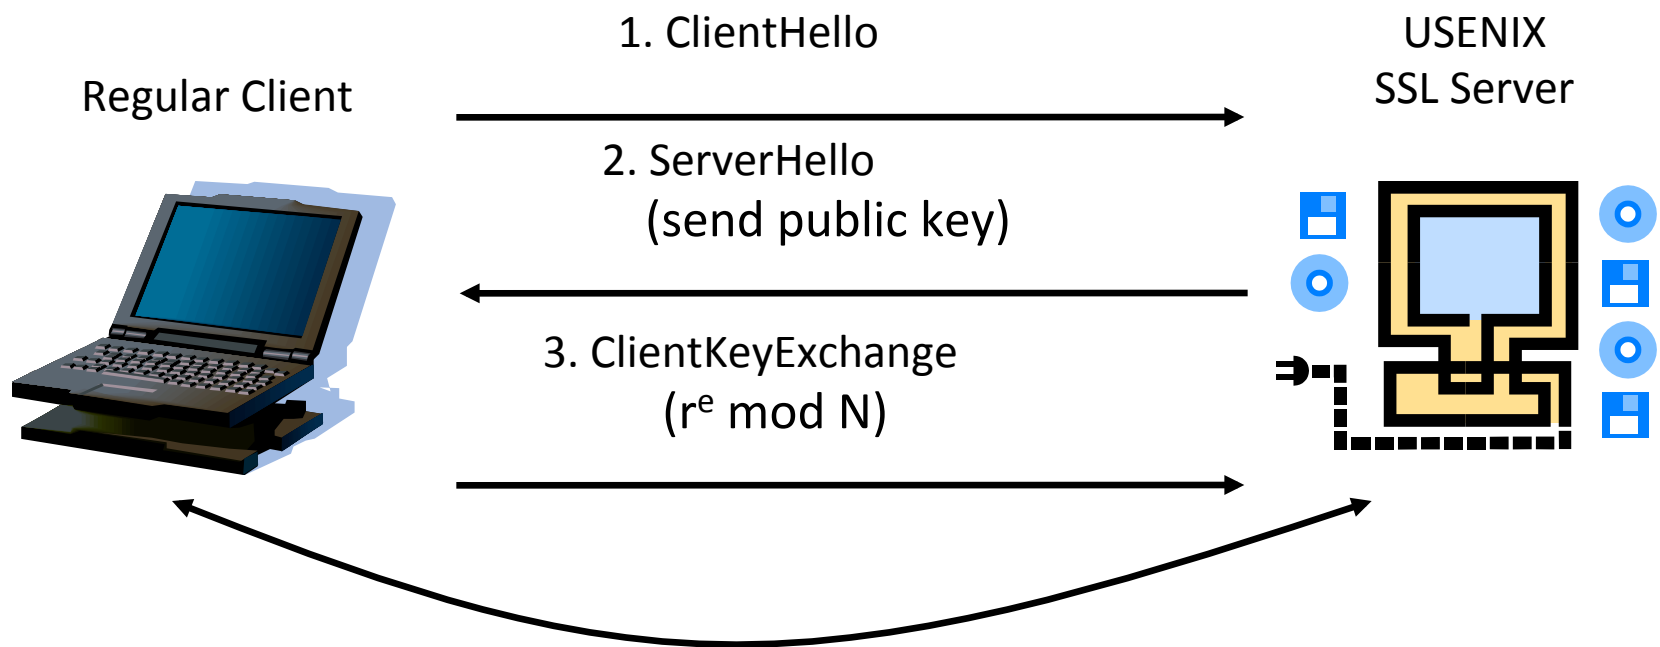 1. ClientHello
USENIX
SSL Server
Regular Client
2. ServerHello
(send public key)
3. ClientKeyExchange
(rᵉ mod N)